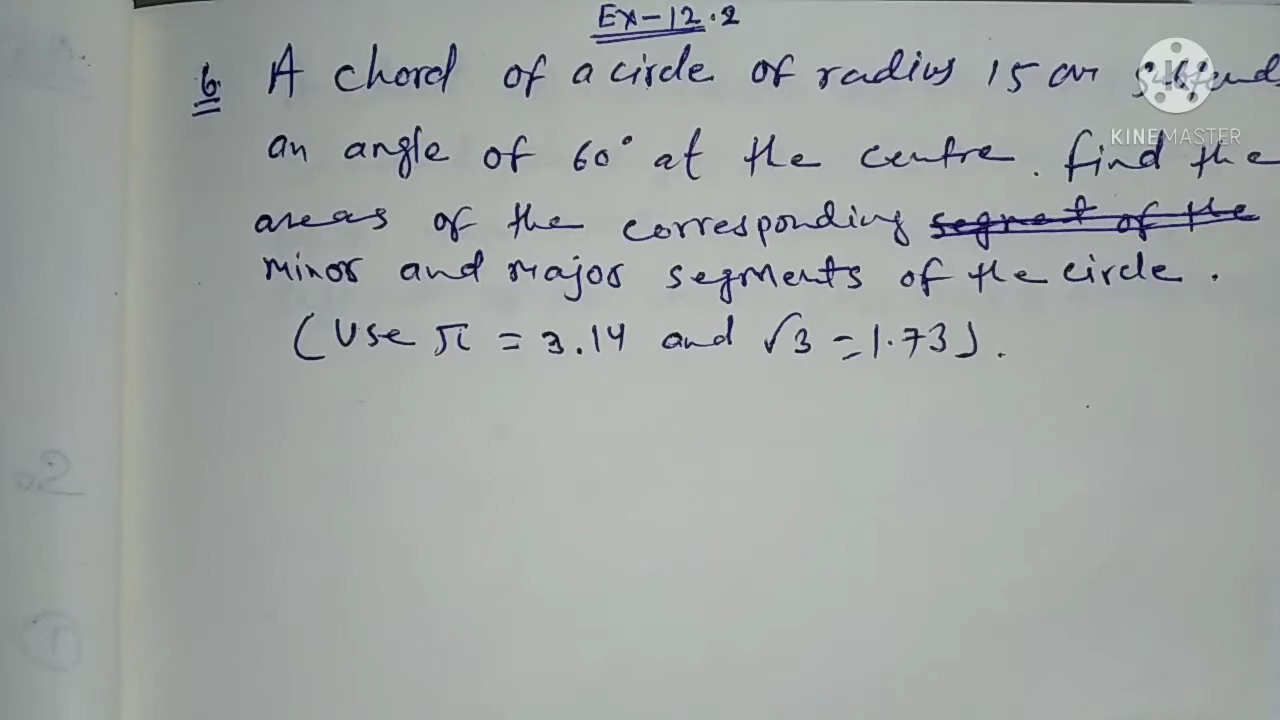 Ex-12.2
6 A chord of a circle of radius 15 cm subtend
an angle of 60° at the centre. find the
areas of the corresponding segment of the
minor and major segments of the circle.
(Use π = 3.14 and √3 = 1.73).
KINEMASTER
.2